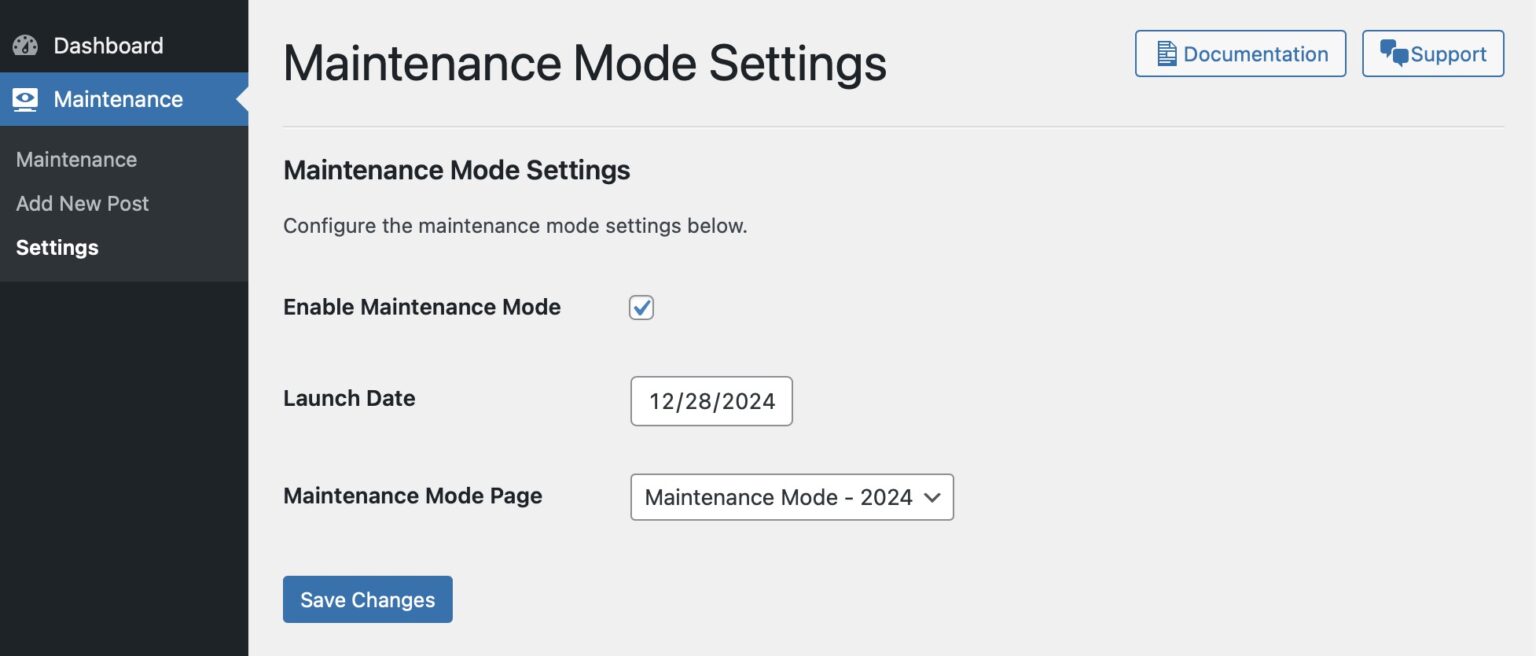 Dashboard
Maintenance
Maintenance
Add New Post
Settings
Maintenance Mode Settings
Documentation
Support
Maintenance Mode Settings
Configure the maintenance mode settings below.
Enable Maintenance Mode
Launch Date
12/28/2024
Maintenance Mode Page
Maintenance Mode - 2024
Save Changes